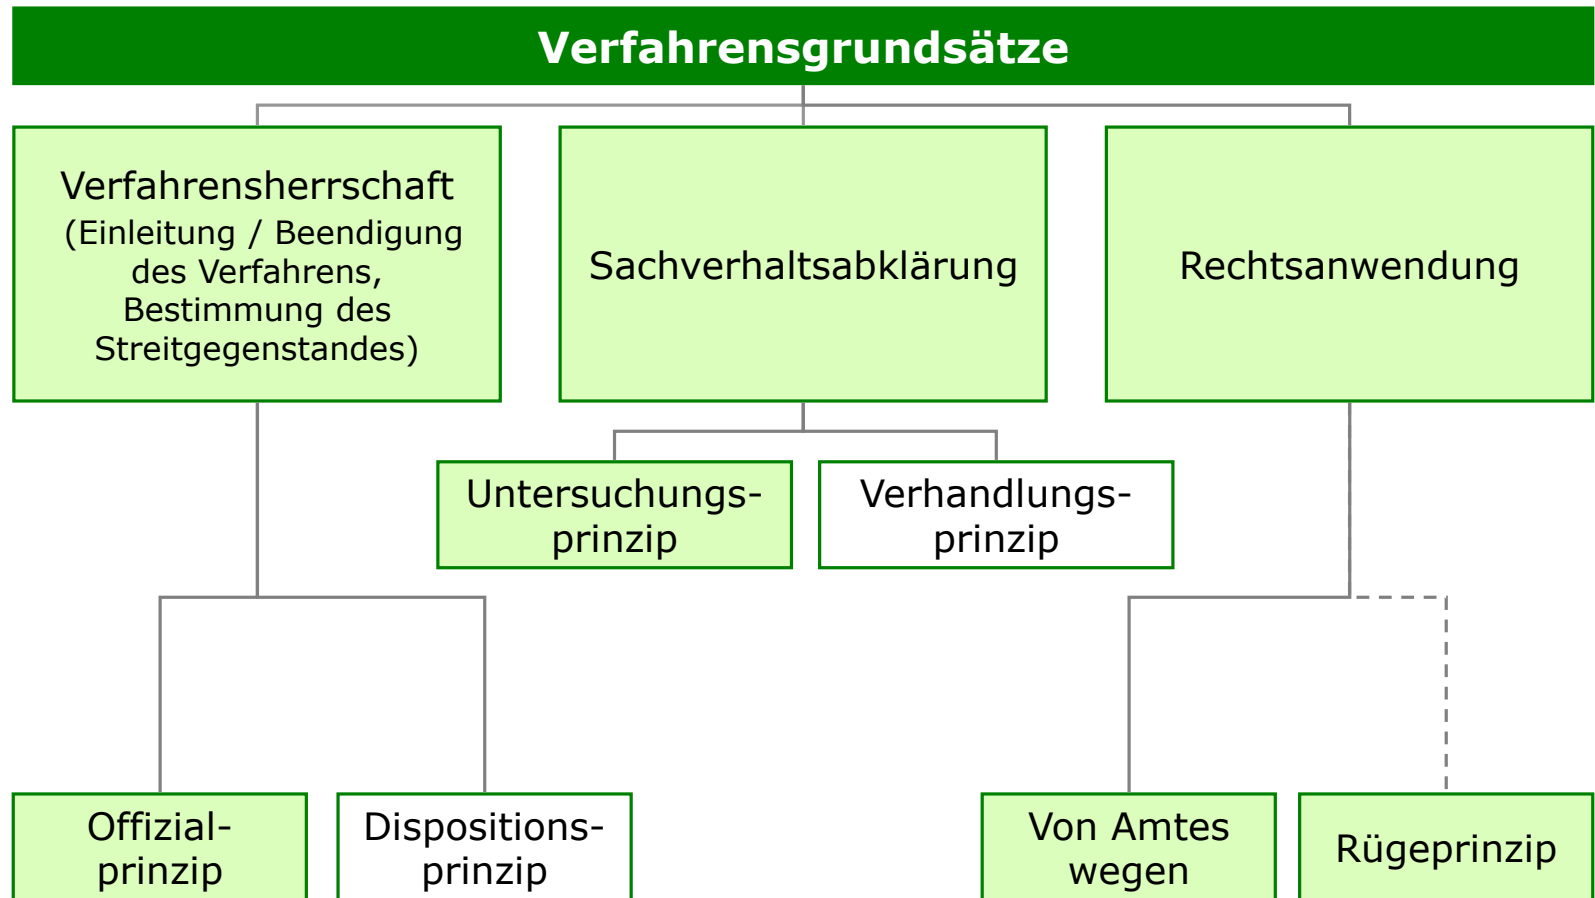 Verfahrensgrundsätze
Verfahrensherrschaft
(Einleitung / Beendigung
des Verfahrens,
Bestimmung des
Streitgegenstandes)
Sachverhaltsabklärung
Rechtsanwendung
Untersuchungs-
prinzip
Verhandlungs-
prinzip
Offizial-
prinzip
Dispositions-
prinzip
Von Amtes
wegen
Rügeprinzip